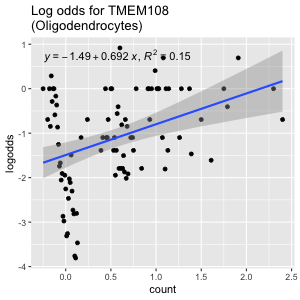 Log odds for TMEM108
(Oligodendrocytes)
y = −1.49 + 0.692 x, R² = 0.15
logodds
1
0
-1
-2
-3
-4
0.0 0.5 1.0 1.5 2.0 2.5
count